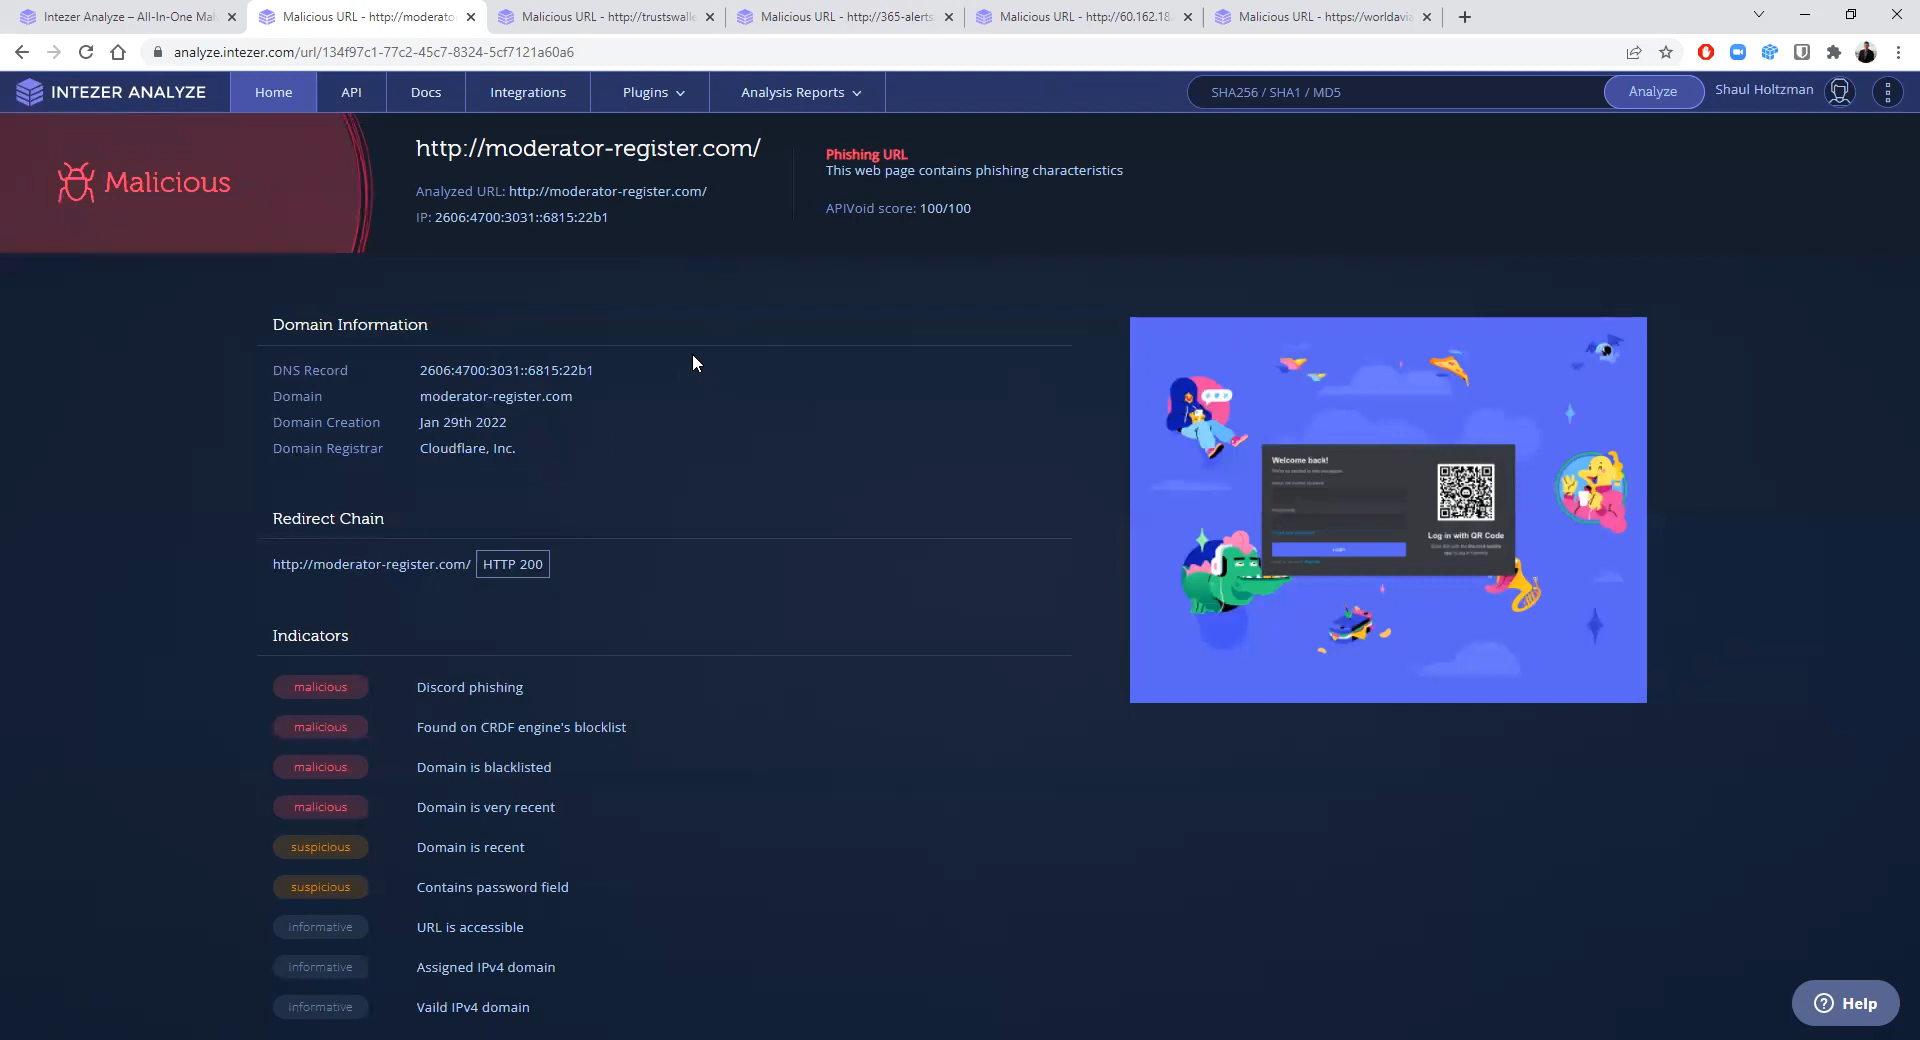 Intezer Analyze – All-In-One Mal
Malicious URL - http://moderato
Malicious URL - http://trustswalle
Malicious URL - http://365-alerts
Malicious URL - http://60.162.18
Malicious URL - https://worldavia
analyze.intezer.com/url/134f97c1-77c2-45c7-8324-5cf7121a60a6
INTEZER ANALYZE
Home
API
Docs
Integrations
Plugins
Analysis Reports
SHA256 / SHA1 / MD5
Analyze
Shaul Holtzman
Malicious
http://moderator-register.com/
Analyzed URL: http://moderator-register.com/
IP: 2606:4700:3031::6815:22b1
Phishing URL
This web page contains phishing characteristics
APIVoid score: 100/100
Domain Information
DNS Record 2606:4700:3031::6815:22b1
Domain moderator-register.com
Domain Creation Jan 29th 2022
Domain Registrar Cloudflare, Inc.
Redirect Chain
http://moderator-register.com/ HTTP 200
Indicators
malicious Discord phishing
malicious Found on CRDF engine's blocklist
malicious Domain is blacklisted
malicious Domain is very recent
suspicious Domain is recent
suspicious Contains password field
informative URL is accessible
informative Assigned IPv4 domain
informative Vaild IPv4 domain
Welcome back!
Login
Log in with QR Code
Help